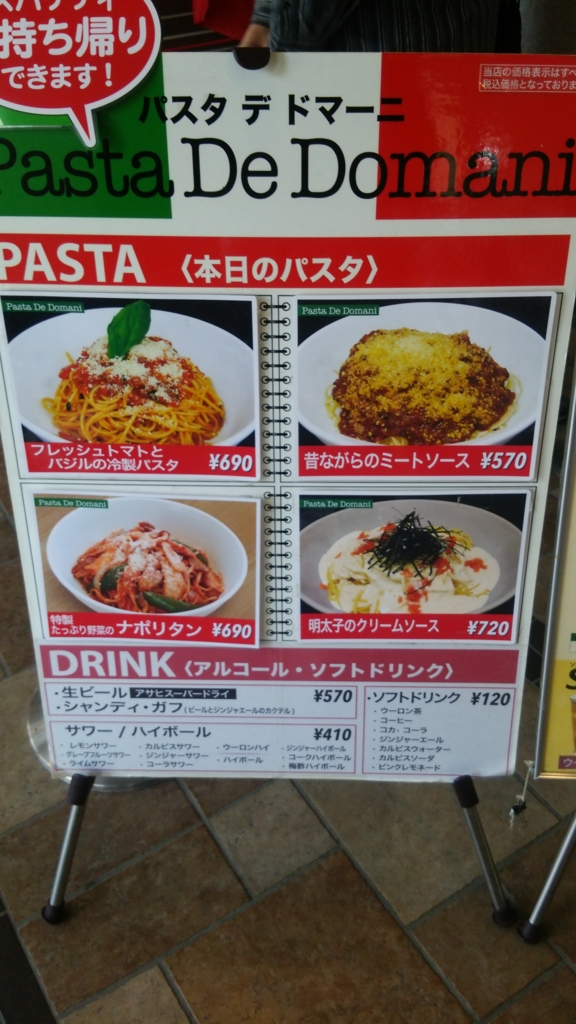 持ち帰り
できます！
当店の価格表示はすべ
税込価格となっておりま
パスタ デ ドマーニ
Pasta De Domani
PASTA 〈本日のパスタ〉
Pasta De Domani
フレッシュトマトと
バジルの冷製パスタ ¥690
Pasta De Domani
昔ながらのミートソース ¥570
Pasta De Domani
特製
たっぷり野菜の ナポリタン ¥690
Pasta De Domani
明太子のクリームソース ¥720
DRINK 〈アルコール・ソフトドリンク〉
・生ビール アサヒスーパードライ ¥570
・シャンディ・ガフ (ビールとジンジャエールのカクテル)
サワー / ハイボール ¥410
・レモンサワー
・グレープフルーツサワー
・ライムサワー
・カルピスサワー
・ジンジャーサワー
・コーラサワー
・ウーロンハイ
・ハイボール
・ジンジャーハイボール
・コークハイボール
・梅酢ハイボール
・ソフトドリンク ¥120
・ウーロン茶
・コーヒー
・コカ・コーラ
・ジンジャーエール
・カルピスウォーター
・カルピスソーダ
・ピンクレモネード